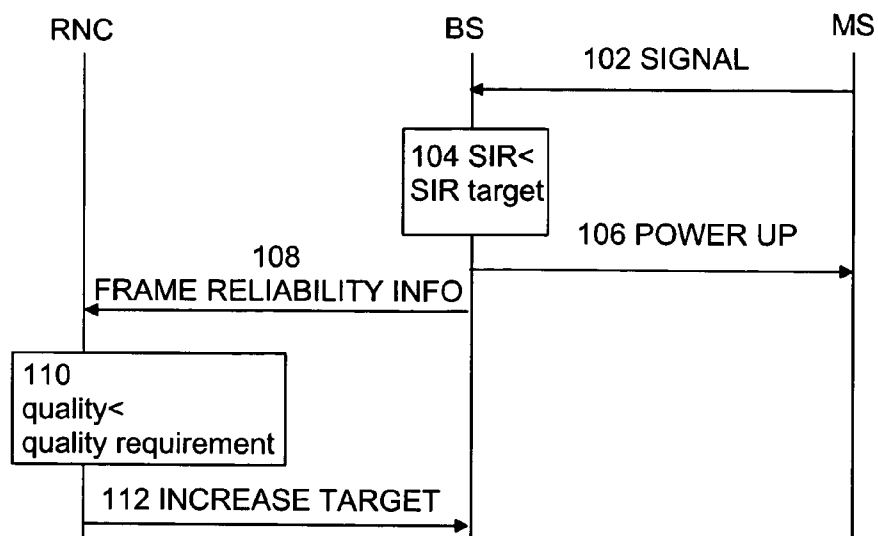 RNC
BS
MS
102 SIGNAL
104 SIR<
SIR target
106 POWER UP
108
FRAME RELIABILITY INFO
110
quality<
quality requirement
112 INCREASE TARGET